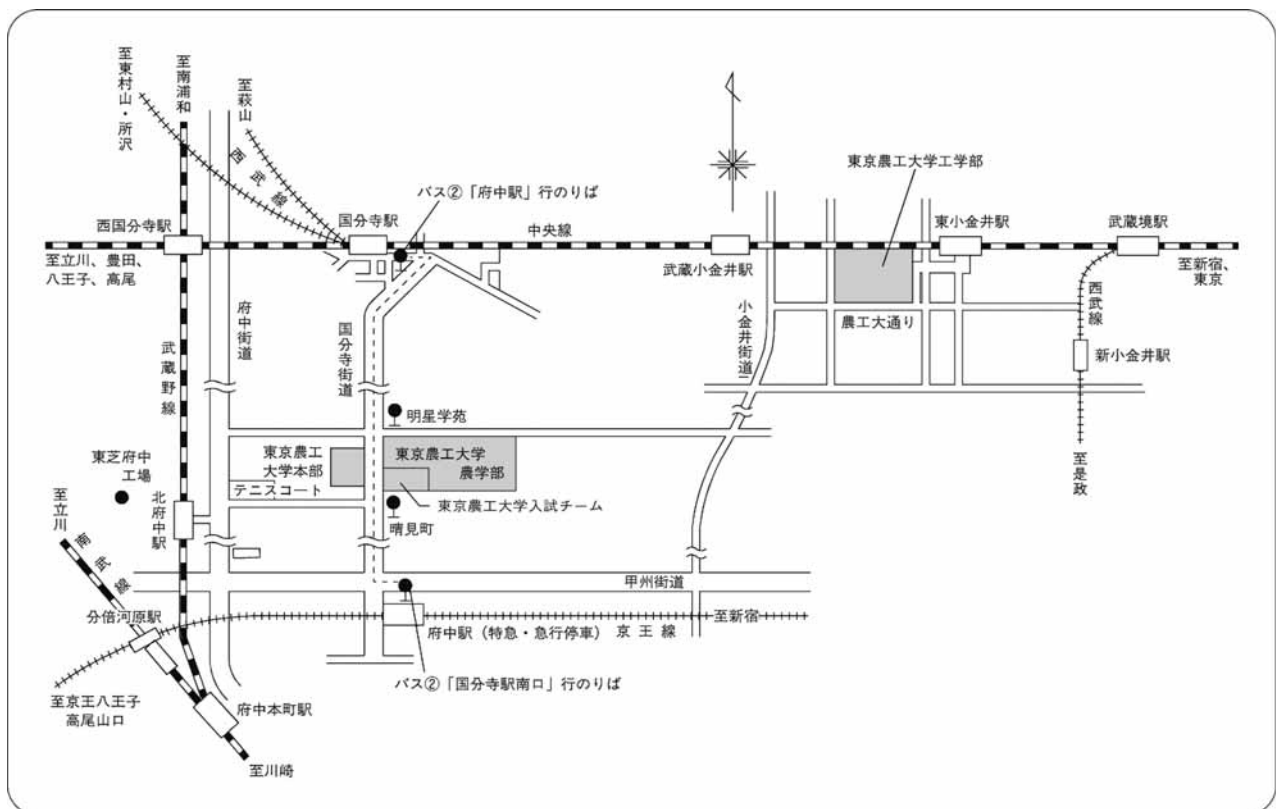 至東村山・所沢
至南浦和
至萩山
西武線
バス②「府中駅」行のりば
東京農工大学工学部
西国分寺駅
国分寺駅
中央線
武蔵小金井駅
東小金井駅
武蔵境駅
至立川、豊田、
八王子、高尾
至新宿、
東京
府中街道
国分寺街道
小金井街道
農工大通り
西武線
新小金井駅
武蔵野線
明星学苑
東芝府中
工場
東京農工
大学本部
東京農工大学
農学部
テニスコート
東京農工大学入試チーム
至是政
北府中駅
晴見町
至立川
南武線
甲州街道
分倍河原駅
府中駅(特急・急行停車)
京王線
至新宿
バス②「国分寺駅南口」行のりば
至京王八王子
高尾山口
府中本町駅
至川崎